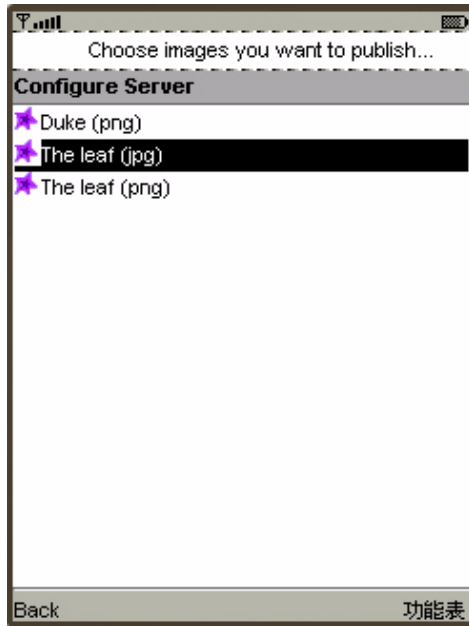 Choose images you want to publish...
Configure Server
Duke (png)
The leaf (jpg)
The leaf (png)
Back
功能表